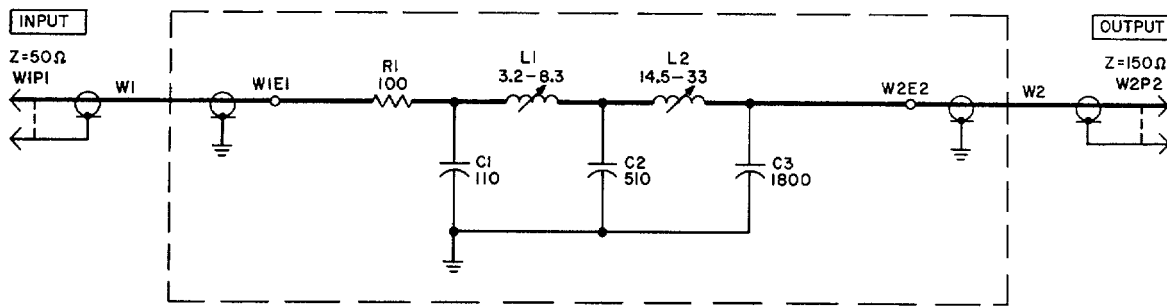 INPUT
OUTPUT
Z=50Ω
W1P1
W1
W1E1
R1
100
L1
3.2-8.3
L2
14.5-33
W2E2
W2
Z=150Ω
W2P2
C1
110
C2
510
C3
1800